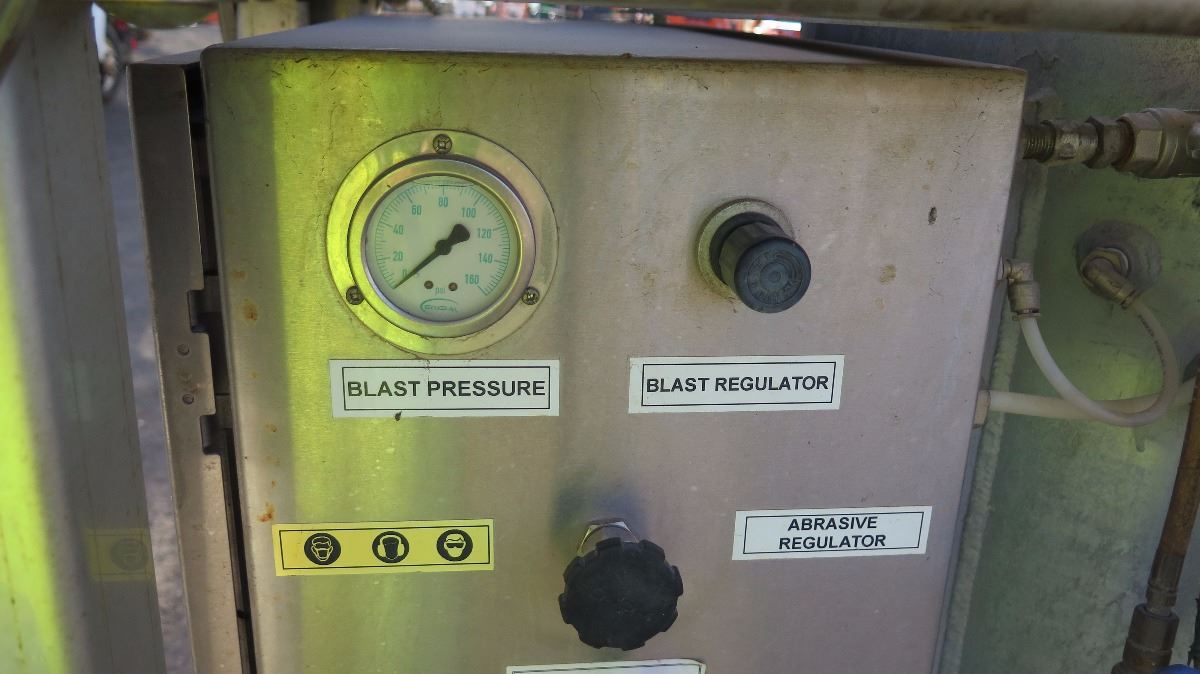 80
60
100
40
120
20
140
0
160
psi
BLAST PRESSURE
BLAST REGULATOR
ABRASIVE
REGULATOR